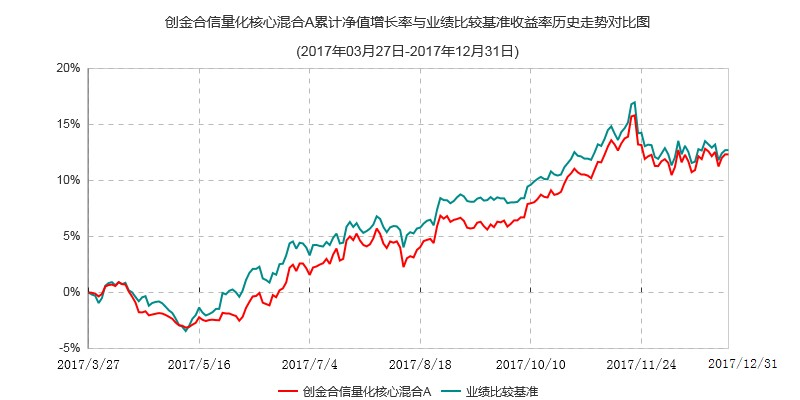 创金合信量化核心混合A累计净值增长率与业绩比较基准收益率历史走势对比图
(2017年03月27日-2017年12月31日)
20%
15%
10%
5%
0%
-5%
2017/3/27 2017/5/16 2017/7/4 2017/8/18 2017/10/10 2017/11/24 2017/12/31
创金合信量化核心混合A 业绩比较基准